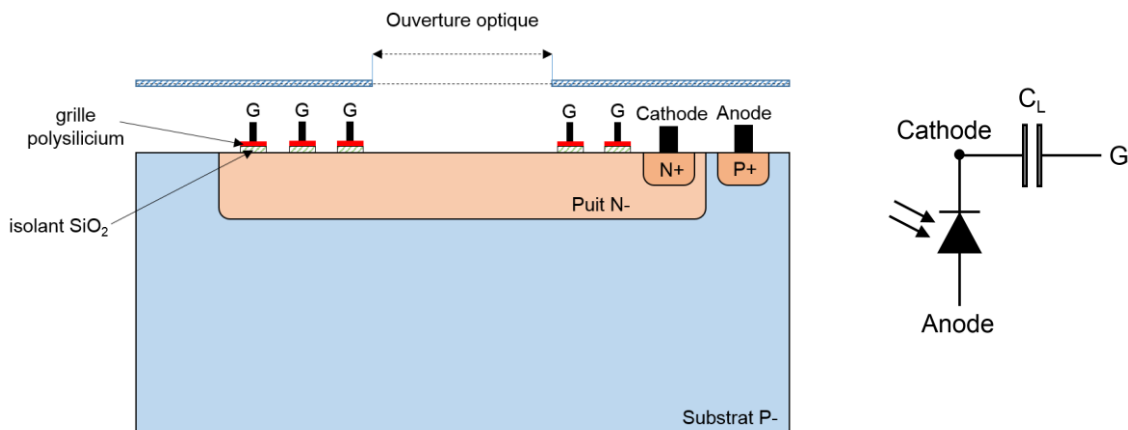 Ouverture optique
grille
polysilicium
G
G
G
G
G
Cathode
Anode
N+
P+
Puit N-
isolant SiO2
Substrat P-
CL
Cathode
G
Anode